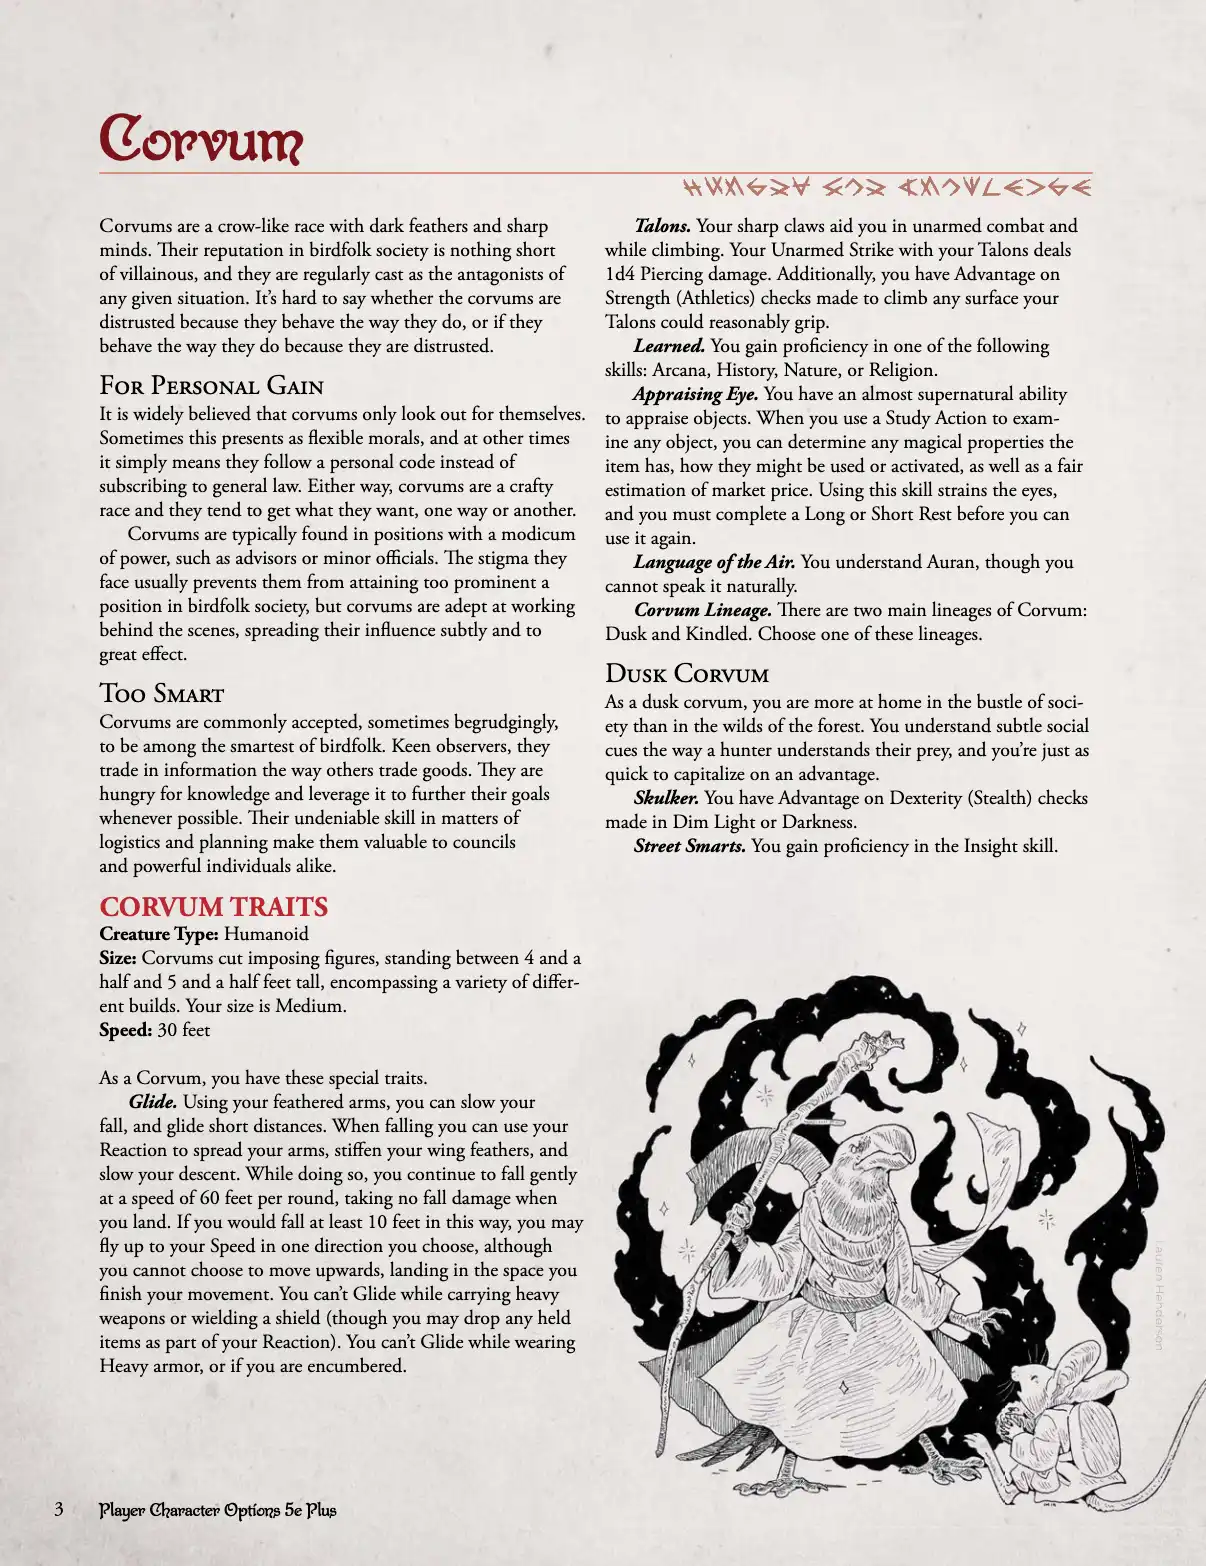 Corvum
Corvums are a crow-like race with dark feathers and sharp
minds. Their reputation in birdfolk society is nothing short
of villainous, and they are regularly cast as the antagonists of
any given situation. It’s hard to say whether the corvums are
distrusted because they behave the way they do, or if they
behave the way they do because they are distrusted.
For Personal Gain
It is widely believed that corvums only look out for themselves.
Sometimes this presents as flexible morals, and at other times
it simply means they follow a personal code instead of
subscribing to general law. Either way, corvums are a crafty
race and they tend to get what they want, one way or another.
Corvums are typically found in positions with a modicum
of power, such as advisors or minor officials. The stigma they
face usually prevents them from attaining too prominent a
position in birdfolk society, but corvums are adept at working
behind the scenes, spreading their influence subtly and to
great effect.
Too Smart
Corvums are commonly accepted, sometimes begrudgingly,
to be among the smartest of birdfolk. Keen observers, they
trade in information the way others trade goods. They are
hungry for knowledge and leverage it to further their goals
whenever possible. Their undeniable skill in matters of
logistics and planning make them valuable to councils
and powerful individuals alike.
CORVUM TRAITS
Creature Type: Humanoid
Size: Corvums cut imposing figures, standing between 4 and a
half and 5 and a half feet tall, encompassing a variety of differ-
ent builds. Your size is Medium.
Speed: 30 feet
As a Corvum, you have these special traits.
Glide. Using your feathered arms, you can slow your
fall, and glide short distances. When falling you can use your
Reaction to spread your arms, stiffen your wing feathers, and
slow your descent. While doing so, you continue to fall gently
at a speed of 60 feet per round, taking no fall damage when
you land. If you would fall at least 10 feet in this way, you may
fly up to your Speed in one direction you choose, although
you cannot choose to move upwards, landing in the space you
finish your movement. You can’t Glide while carrying heavy
weapons or wielding a shield (though you may drop any held
items as part of your Reaction). You can’t Glide while wearing
Heavy armor, or if you are encumbered.
Talons. Your sharp claws aid you in unarmed combat and
while climbing. Your Unarmed Strike with your Talons deals
1d4 Piercing damage. Additionally, you have Advantage on
Strength (Athletics) checks made to climb any surface your
Talons could reasonably grip.
Learned. You gain proficiency in one of the following
skills: Arcana, History, Nature, or Religion.
Appraising Eye. You have an almost supernatural ability
to appraise objects. When you use a Study Action to exam-
ine any object, you can determine any magical properties the
item has, how they might be used or activated, as well as a fair
estimation of market price. Using this skill strains the eyes,
and you must complete a Long or Short Rest before you can
use it again.
Language of the Air. You understand Auran, though you
cannot speak it naturally.
Corvum Lineage. There are two main lineages of Corvum:
Dusk and Kindled. Choose one of these lineages.
Dusk Corvum
As a dusk corvum, you are more at home in the bustle of soci-
ety than in the wilds of the forest. You understand subtle social
cues the way a hunter understands their prey, and you’re just as
quick to capitalize on an advantage.
Skulker. You have Advantage on Dexterity (Stealth) checks
made in Dim Light or Darkness.
Street Smarts. You gain proficiency in the Insight skill.
Lauren Henderson
3 Player Character Options 5e Plus